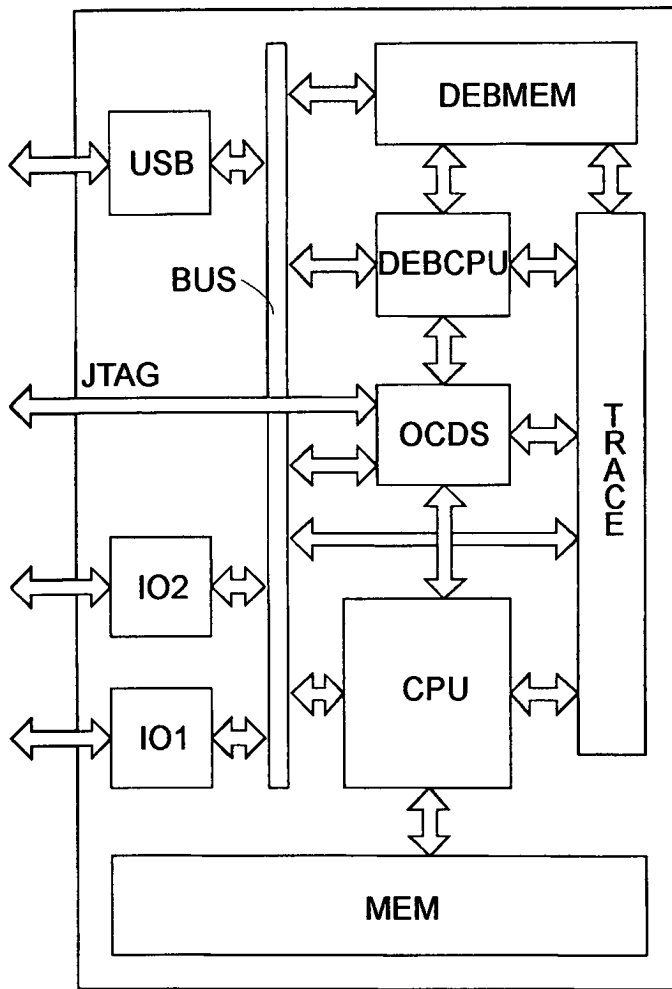 DEBMEM
USB
DEBCPU
BUS
JTAG
OCDS
TRACE
IO2
CPU
IO1
MEM